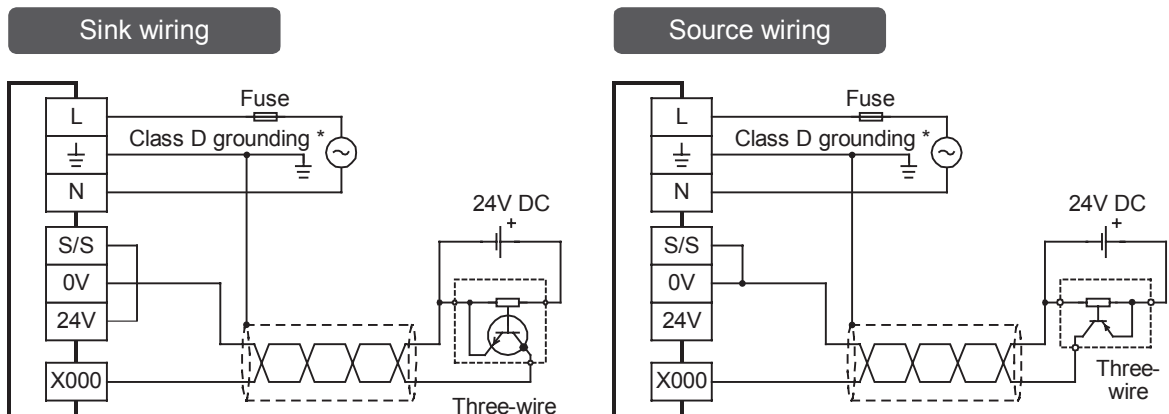 Sink wiring
L
Fuse
Class D grounding *
N
24V DC
+
S/S
0V
24V
X000
Three-wire
Source wiring
L
Fuse
Class D grounding *
N
24V DC
+
S/S
0V
24V
X000
Three-
wire